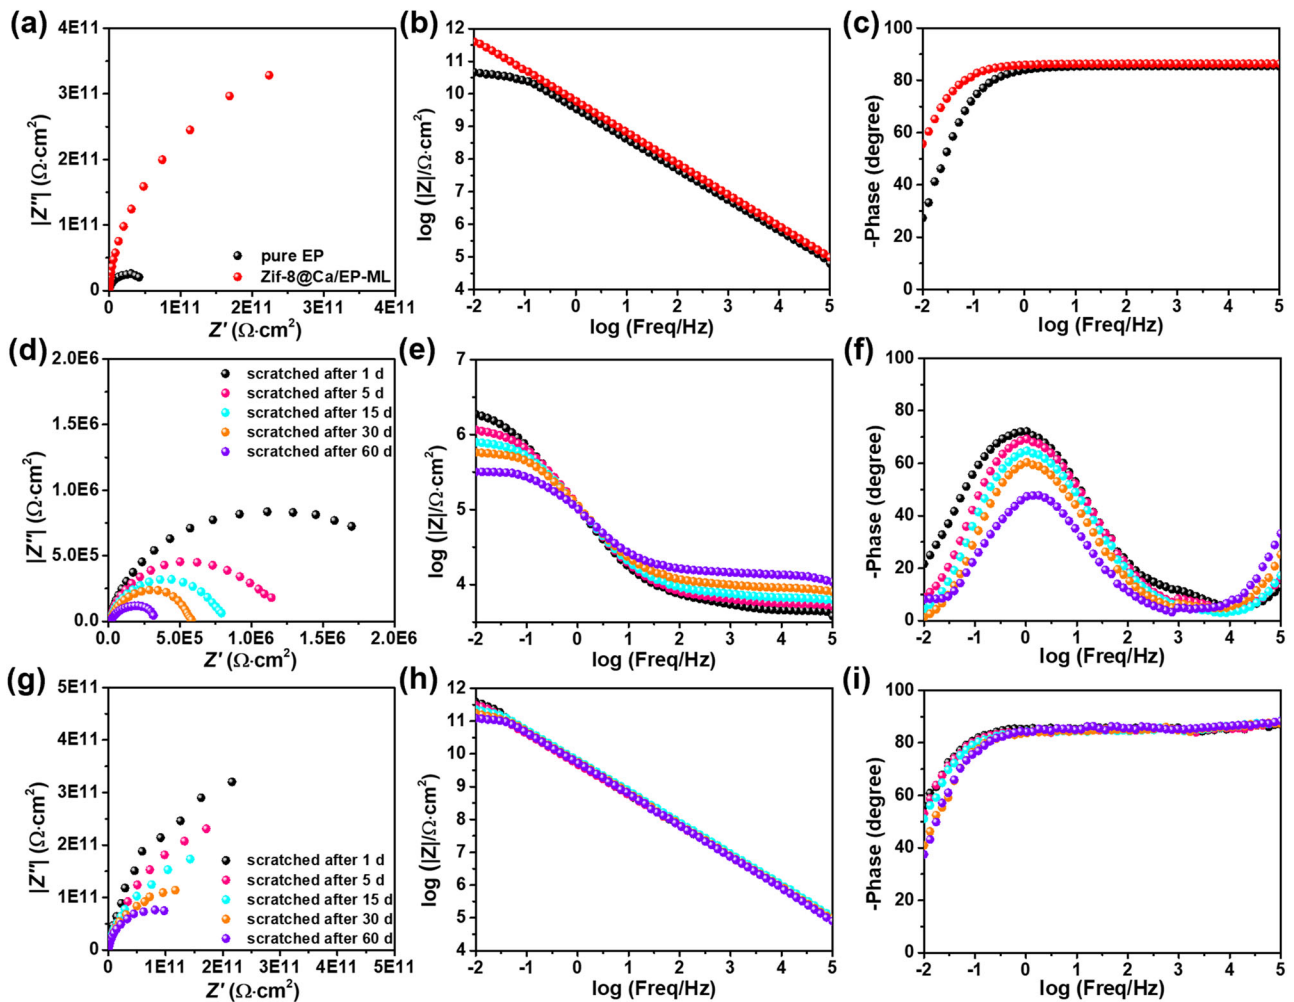 (a)
4E11
3E11
2E11
1E11
0
|Z''| (Ω·cm²)
pure EP
Zif-8@Ca/EP-ML
0 1E11 2E11 3E11 4E11
Z' (Ω·cm²)
(b)
12
11
10
9
8
7
6
5
4
log (|Z|/Ω·cm²)
-2 -1 0 1 2 3 4 5
log (Freq/Hz)
(c)
100
80
60
40
20
0
-Phase (degree)
-2 -1 0 1 2 3 4 5
log (Freq/Hz)
(d)
2.0E6
1.5E6
1.0E6
5.0E5
0.0
|Z''| (Ω·cm²)
scratched after 1 d
scratched after 5 d
scratched after 15 d
scratched after 30 d
scratched after 60 d
0.0 5.0E5 1.0E6 1.5E6 2.0E6
Z' (Ω·cm²)
(e)
7
6
5
4
log (|Z|/Ω·cm²)
-2 -1 0 1 2 3 4 5
log (Freq/Hz)
(f)
100
80
60
40
20
0
-Phase (degree)
-2 -1 0 1 2 3 4 5
log (Freq/Hz)
(g)
5E11
4E11
3E11
2E11
1E11
0
|Z''| (Ω·cm²)
scratched after 1 d
scratched after 5 d
scratched after 15 d
scratched after 30 d
scratched after 60 d
0 1E11 2E11 3E11 4E11 5E11
Z' (Ω·cm²)
(h)
12
11
10
9
8
7
6
5
4
log (|Z|/Ω·cm²)
-2 -1 0 1 2 3 4 5
log (Freq/Hz)
(i)
100
80
60
40
20
0
-Phase (degree)
-2 -1 0 1 2 3 4 5
log (Freq/Hz)